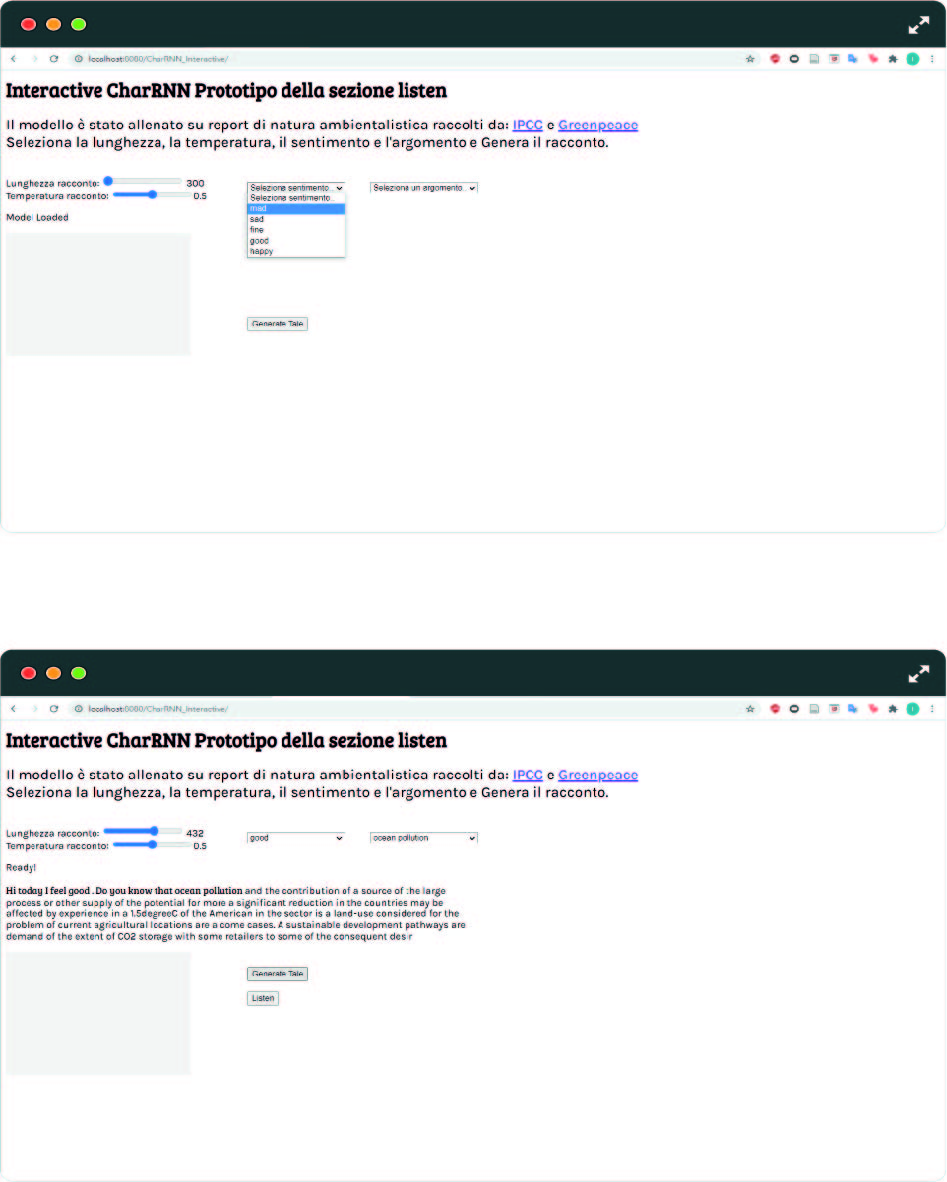 localhost:8080/CharRNN_Interactive/
Interactive CharRNN Prototipo della sezione listen
Il modello è stato allenato su report di natura ambientalistica raccolti da: IPCC e Greenpeace
Seleziona la lunghezza, la temperatura, il sentimento e l'argomento e Genera il racconto.
Lunghezza racconto: 300
Temperatura racconto: 0.5
Seleziona sentimento.. Seleziona un argomento..
Seleziona sentimento..
mad
sad
fine
good
happy
Model Loaded
Generate Tale
localhost:8080/CharRNN_Interactive/
Interactive CharRNN Prototipo della sezione listen
Il modello è stato allenato su report di natura ambientalistica raccolti da: IPCC e Greenpeace
Seleziona la lunghezza, la temperatura, il sentimento e l'argomento e Genera il racconto.
Lunghezza racconto: 432
Temperatura racconto: 0.5
good ocean pollution
Ready!
Hi today I feel good .Do you know that ocean pollution and the contribution of a source of the large
process or other supply of the potential for more a significant reduction in the countries may be
affected by experience in a 1.5degreeC of the American in the sector is a land-use considered for the
problem of current agricultural locations are a come cases. A sustainable development pathways are
demand of the extent of CO2 storage with some retailers to some of the consequent desir
Generate Tale
Listen